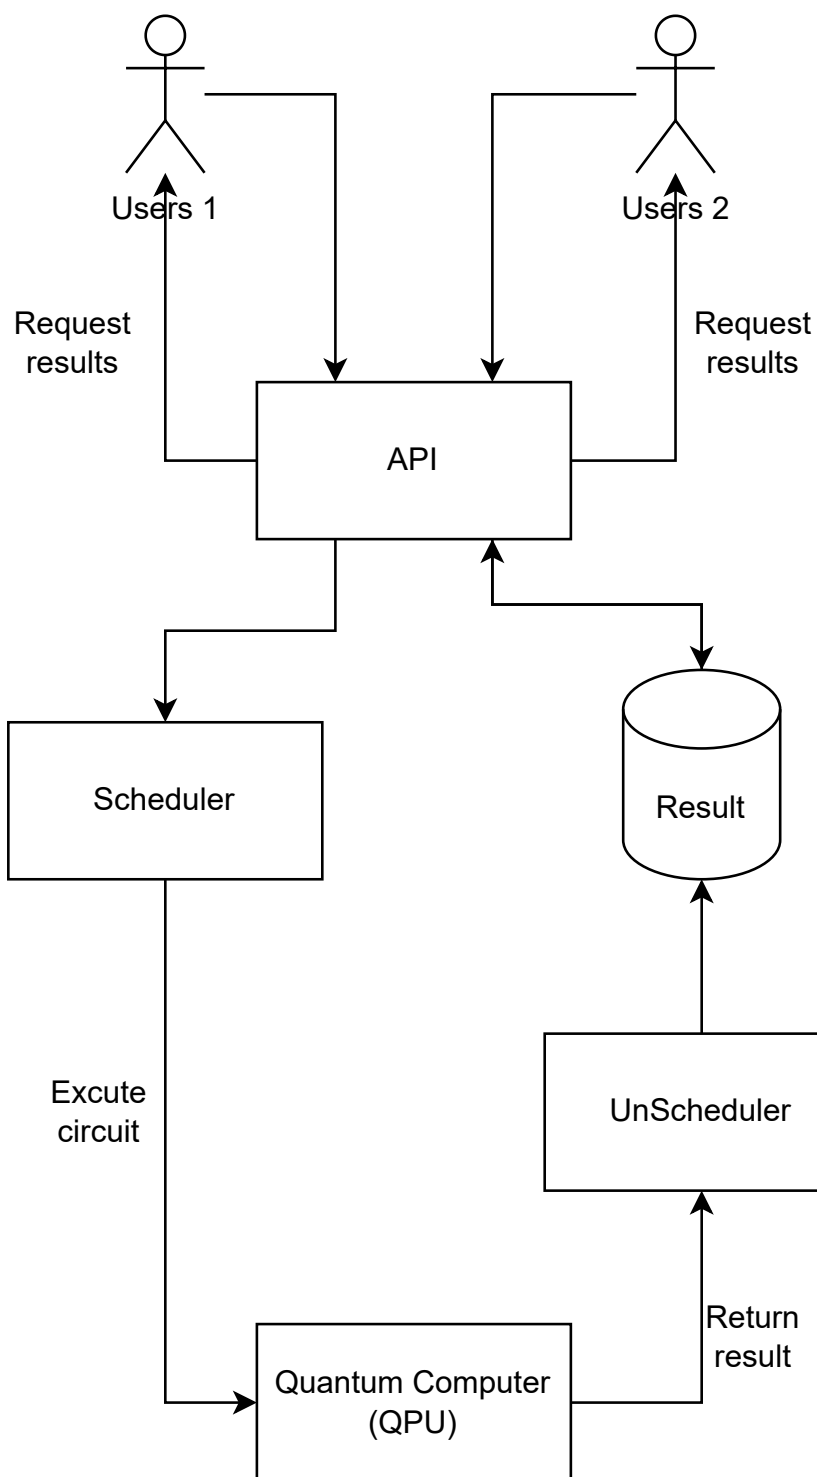 Users 1
Users 2
Request
results
Request
results
API
Scheduler
Result
Excute
circuit
UnScheduler
Return
result
Quantum Computer
(QPU)